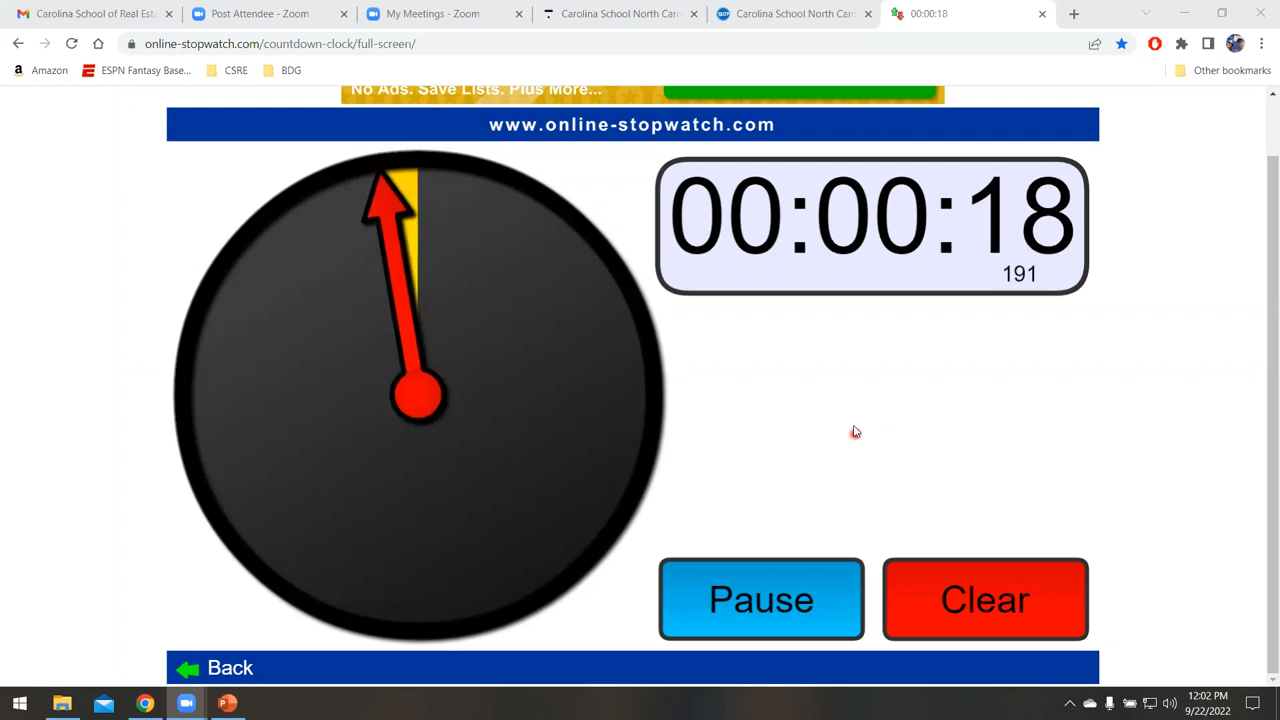 Carolina School of Real Esta
Post Attendee - Zoom
My Meetings - Zoom
Carolina School North Caro
Carolina School North Caro
00:00:18
online-stopwatch.com/countdown-clock/full-screen/
Amazon
ESPN Fantasy Base...
CSRE
BDG
Other bookmarks
No Ads. Save Lists. Plus More...
www.online-stopwatch.com
00:00:18
191
Pause
Clear
Back
12:02 PM
9/22/2022